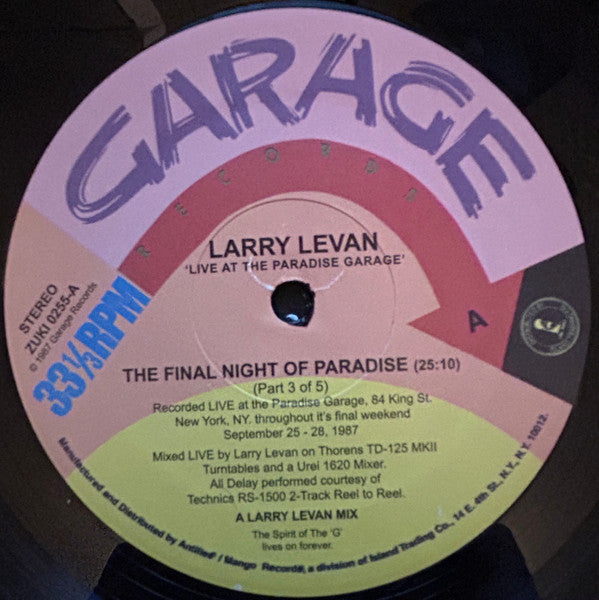 GARAGE
RECORDS
LARRY LEVAN
'LIVE AT THE PARADISE GARAGE'
STEREO
ZUKI 0255-A
© 1987 Garage Records
33⅓RPM
A
THE FINAL NIGHT OF PARADISE (25:10)
(Part 3 of 5)
Recorded LIVE at the Paradise Garage, 84 King St.
New York, NY. throughout it's final weekend
September 25 - 28, 1987
Mixed LIVE by Larry Levan on Thorens TD-125 MKII
Turntables and a Urei 1620 Mixer.
All Delay performed courtesy of
Technics RS-1500 2-Track Reel to Reel.
A LARRY LEVAN MIX
The Spirit of The 'G'
lives on forever.
Manufactured and Distributed by Antilles / Mango Records, a division of Island Trading Co., 14 E. 4th St., N.Y., N.Y. 10012.